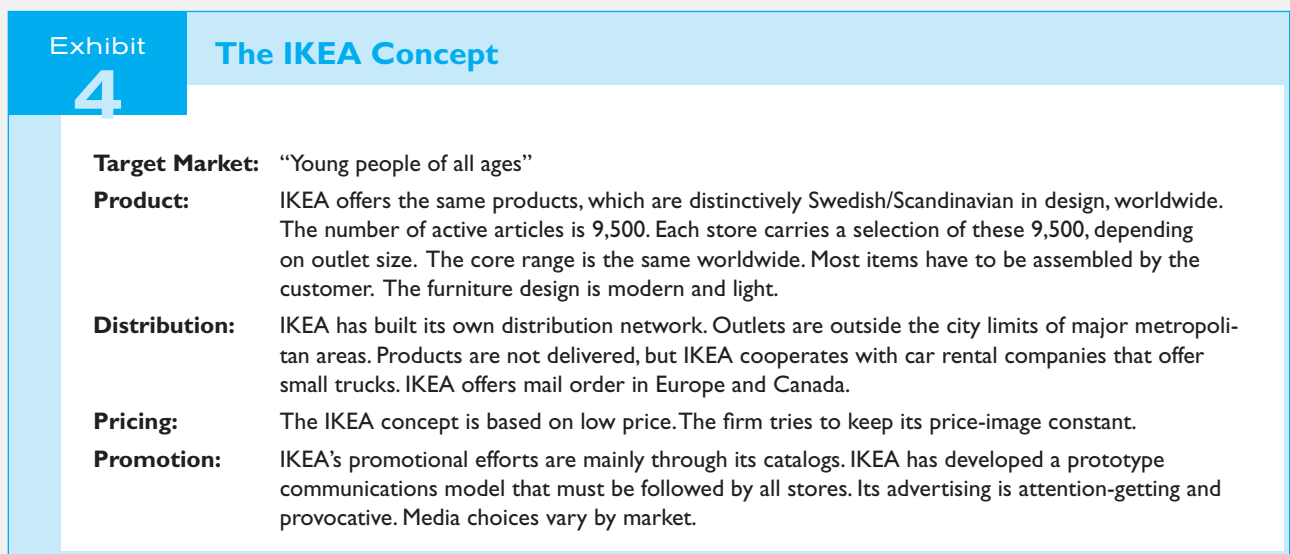 Exhibit
4
The IKEA Concept
Target Market: “Young people of all ages”
Product: IKEA offers the same products, which are distinctively Swedish/Scandinavian in design, worldwide.
The number of active articles is 9,500. Each store carries a selection of these 9,500, depending
on outlet size. The core range is the same worldwide. Most items have to be assembled by the
customer. The furniture design is modern and light.
Distribution: IKEA has built its own distribution network. Outlets are outside the city limits of major metropoli-
tan areas. Products are not delivered, but IKEA cooperates with car rental companies that offer
small trucks. IKEA offers mail order in Europe and Canada.
Pricing: The IKEA concept is based on low price. The firm tries to keep its price-image constant.
Promotion: IKEA’s promotional efforts are mainly through its catalogs. IKEA has developed a prototype
communications model that must be followed by all stores. Its advertising is attention-getting and
provocative. Media choices vary by market.